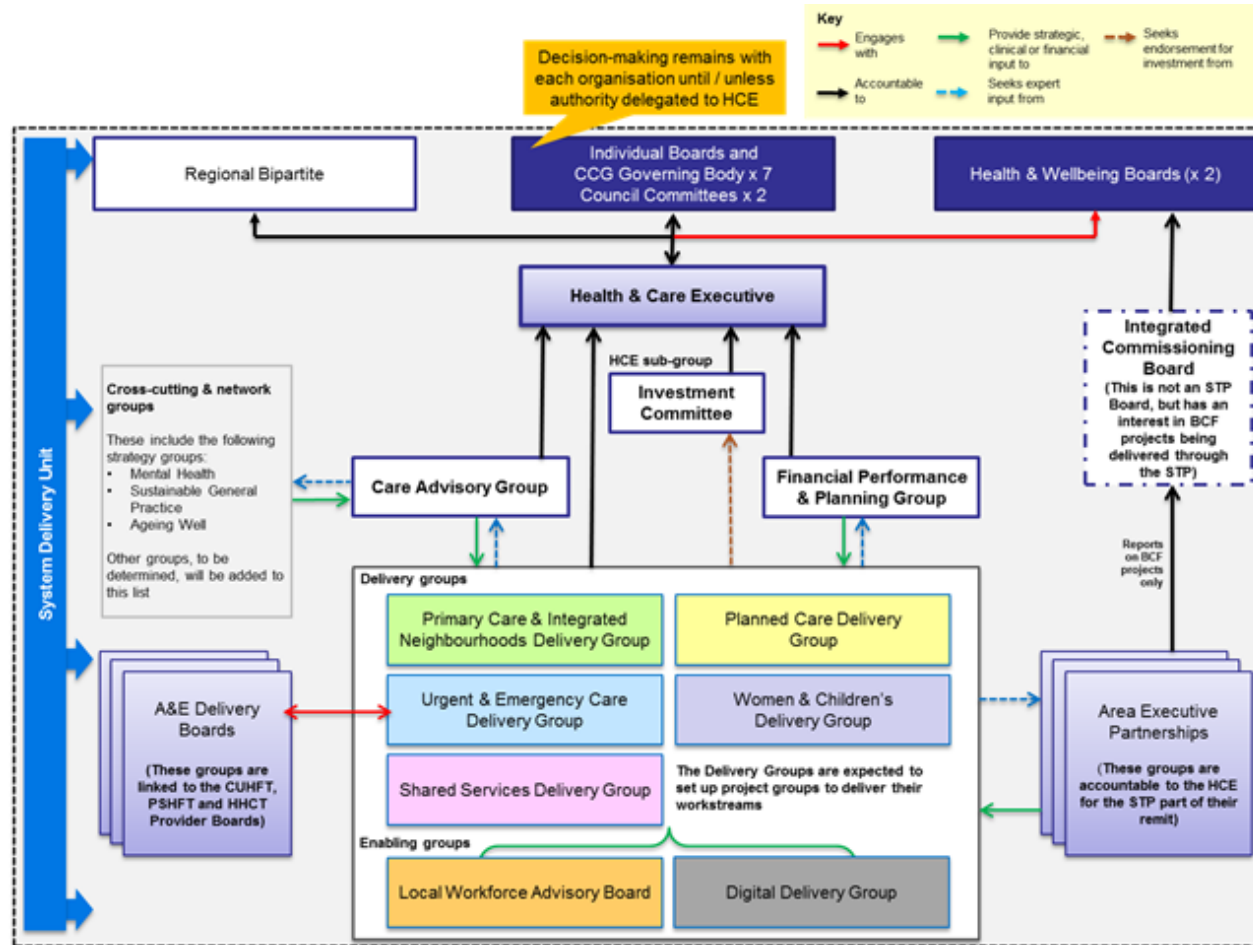 Key
Engages
with
Provide strategic,
clinical or financial
input to
Seeks
endorsement for
investment from
Accountable
to
Seeks expert
input from
Decision-making remains with
each organisation until / unless
authority delegated to HCE
System Delivery Unit
Regional Bipartite
Individual Boards and
CCG Governing Body x 7
Council Committees x 2
Health & Wellbeing Boards (x 2)
Health & Care Executive
HCE sub-group
Investment
Committee
Integrated
Commissioning
Board
(This is not an STP
Board, but has an
interest in BCF
projects being
delivered through
the STP)
Cross-cutting & network
groups
These include the following
strategy groups:
• Mental Health
• Sustainable General
Practice
• Ageing Well
Other groups, to be
determined, will be added to
this list
Care Advisory Group
Financial Performance
& Planning Group
Reports
on BCF
projects
only
Delivery groups
Primary Care & Integrated
Neighbourhoods Delivery Group
Planned Care Delivery
Group
Urgent & Emergency Care
Delivery Group
Women & Children's
Delivery Group
Shared Services Delivery Group
The Delivery Groups are expected to
set up project groups to deliver their
workstreams
Enabling groups
Local Workforce Advisory Board
Digital Delivery Group
A&E Delivery
Boards
(These groups are
linked to the CUHFT,
PSHFT and HHCT
Provider Boards)
Area Executive
Partnerships
(These groups are
accountable to the HCE
for the STP part of their
remit)